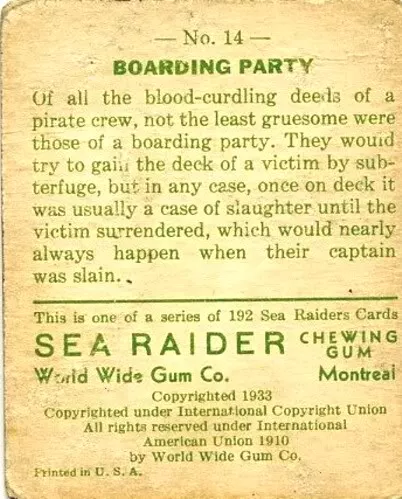 — No. 14 —
BOARDING PARTY
Of all the blood-curdling deeds of a
pirate crew, not the least gruesome were
those of a boarding party. They would
try to gain the deck of a victim by sub-
terfuge, but in any case, once on deck it
was usually a case of slaughter until the
victim surrendered, which would nearly
always happen when their captain
was slain.
This is one of a series of 192 Sea Raiders Cards
SEA RAIDER CHEWING GUM
World Wide Gum Co. Montreal
Copyrighted 1933
Copyrighted under International Copyright Union
All rights reserved under International
American Union 1910
by World Wide Gum Co.
Printed in U. S. A.